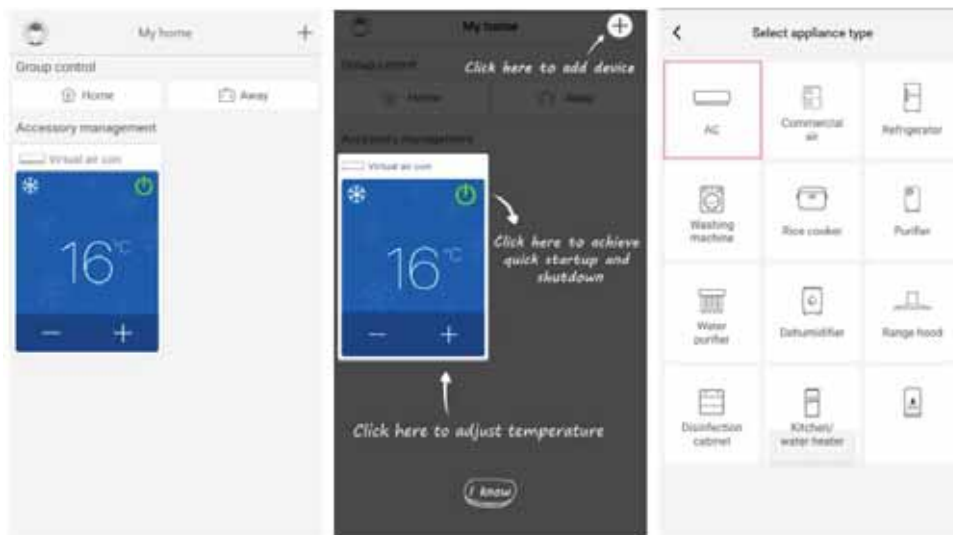 My home
+
Group control
Home
Away
Accessory management
Virtual air con
16°C
− +
My home
+
Click here to add device
Group control
Home
Away
Accessory management
Virtual air con
16°C
Click here to achieve
quick startup and
shutdown
− +
Click here to adjust temperature
I know
Select appliance type
AC
Commercial
air
Refrigerator
Washing
machine
Rice cooker
Purifier
Water
purifier
Dehumidifier
Range hood
Disinfection
cabinet
Kitchen/
water heater